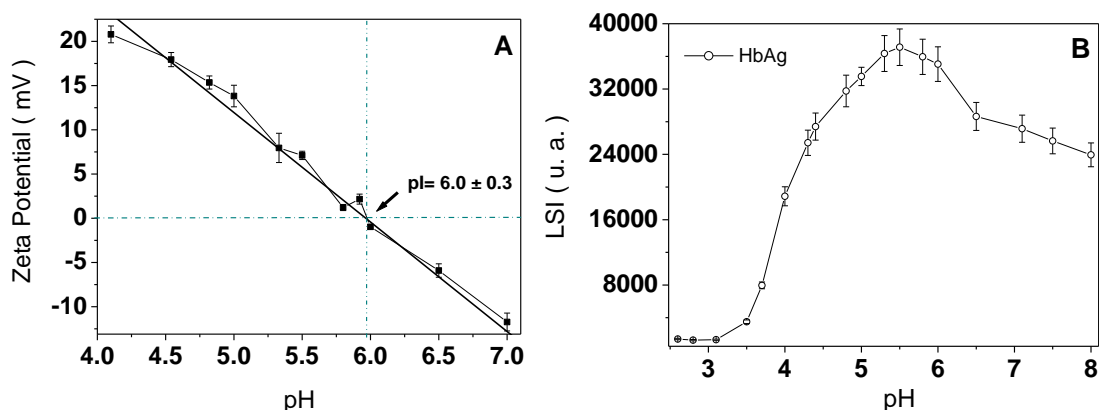 A
Zeta Potential ( mV )
20
15
10
5
0
-5
-10
pI= 6.0 ± 0.3
4.0 4.5 5.0 5.5 6.0 6.5 7.0
pH
B
LSI ( u. a. )
40000
32000
24000
16000
8000
HbAg
3 4 5 6 7 8
pH